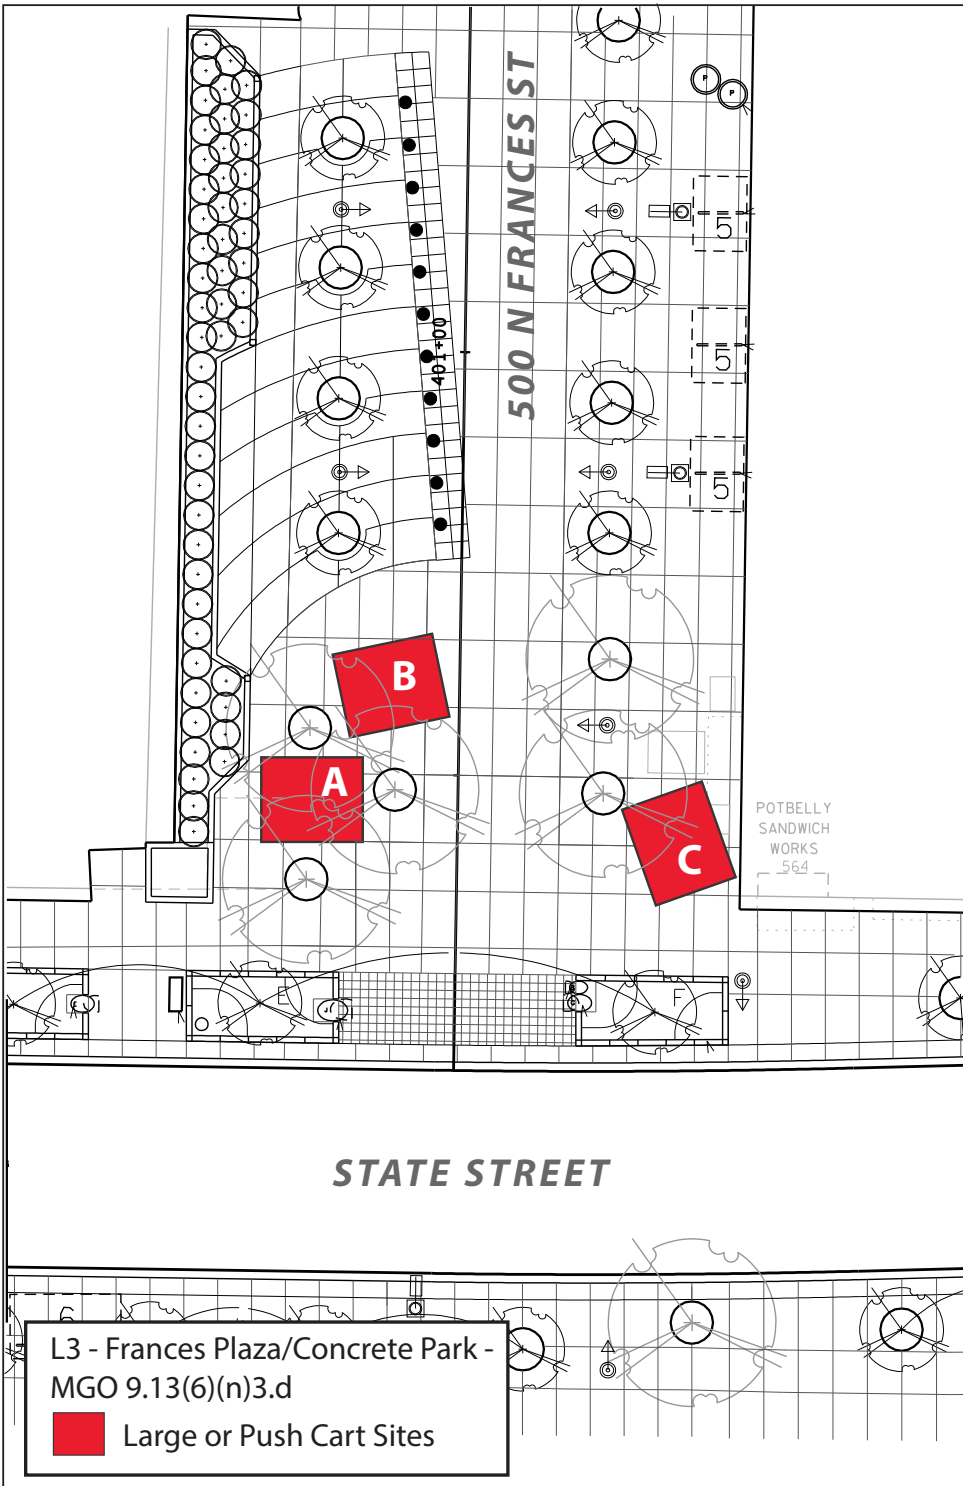 500 N FRANCES ST
P
P
5
5
5
401+00
B
A
C
POTBELLY
SANDWICH
WORKS
564
E
F
STATE STREET
6
L3 - Frances Plaza/Concrete Park -
MGO 9.13(6)(n)3.d
Large or Push Cart Sites